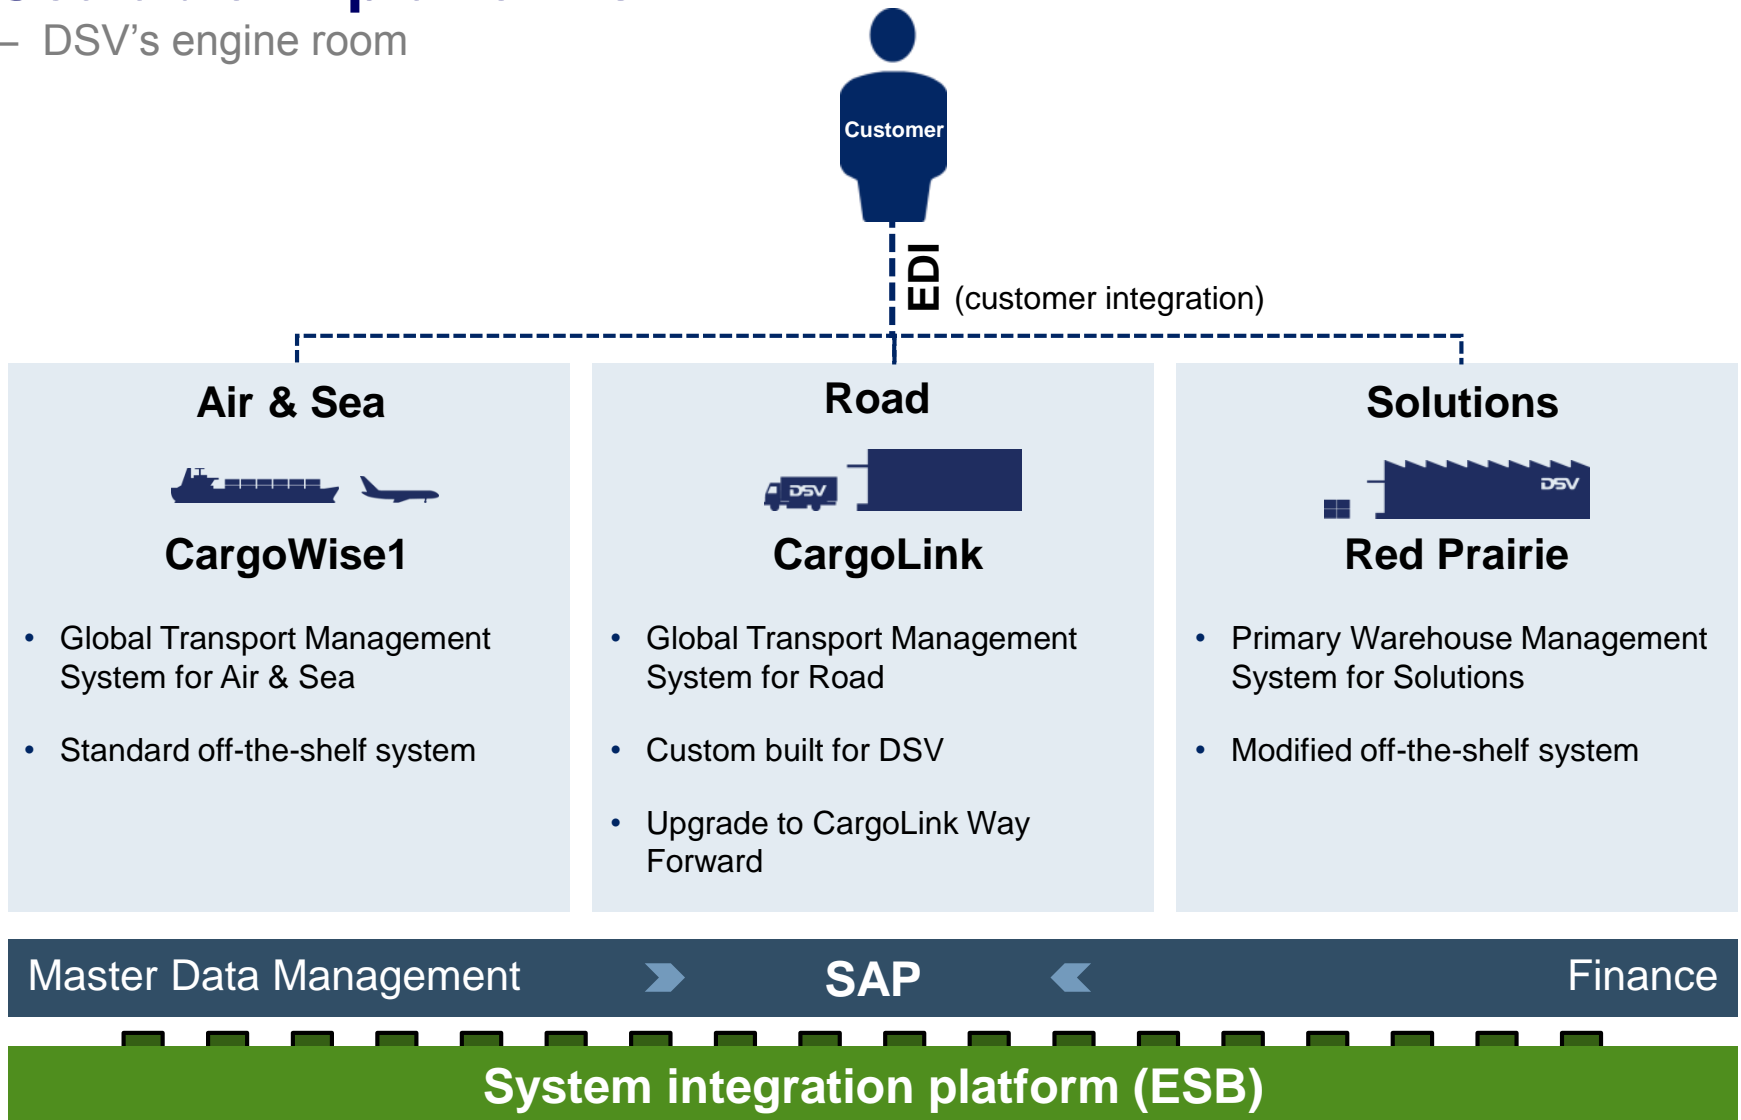 – DSV’s engine room
Customer
EDI
(customer integration)
Air & Sea
CargoWise1
• Global Transport Management
System for Air & Sea
• Standard off-the-shelf system
Road
DSV
CargoLink
• Global Transport Management
System for Road
• Custom built for DSV
• Upgrade to CargoLink Way
Forward
Solutions
DSV
Red Prairie
• Primary Warehouse Management
System for Solutions
• Modified off-the-shelf system
Master Data Management SAP Finance
System integration platform (ESB)